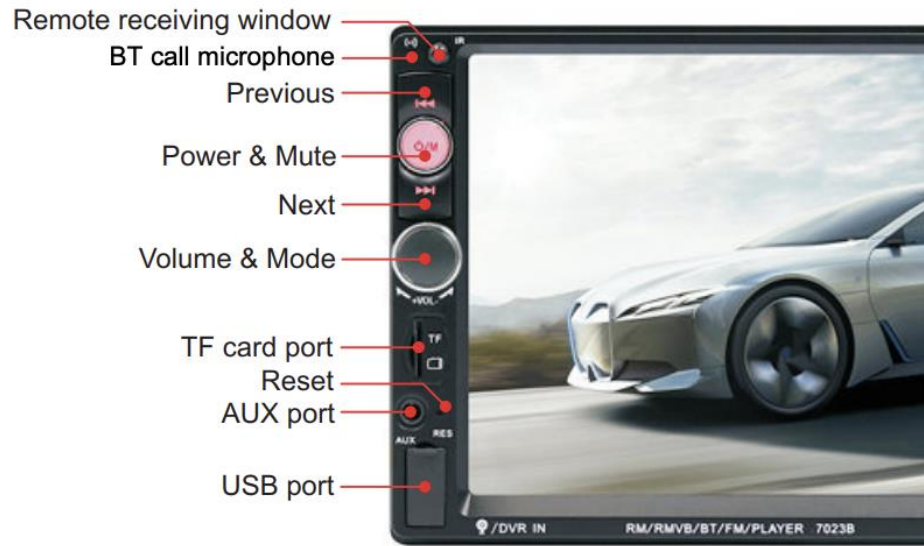 Remote receiving window
IR
BT call microphone
Previous
Power & Mute
⏻/M
Next
Volume & Mode
+VOL-
TF card port
TF
Reset
AUX port
AUX
RES
USB port
/DVR IN
RM/RMVB/BT/FM/PLAYER 7023B